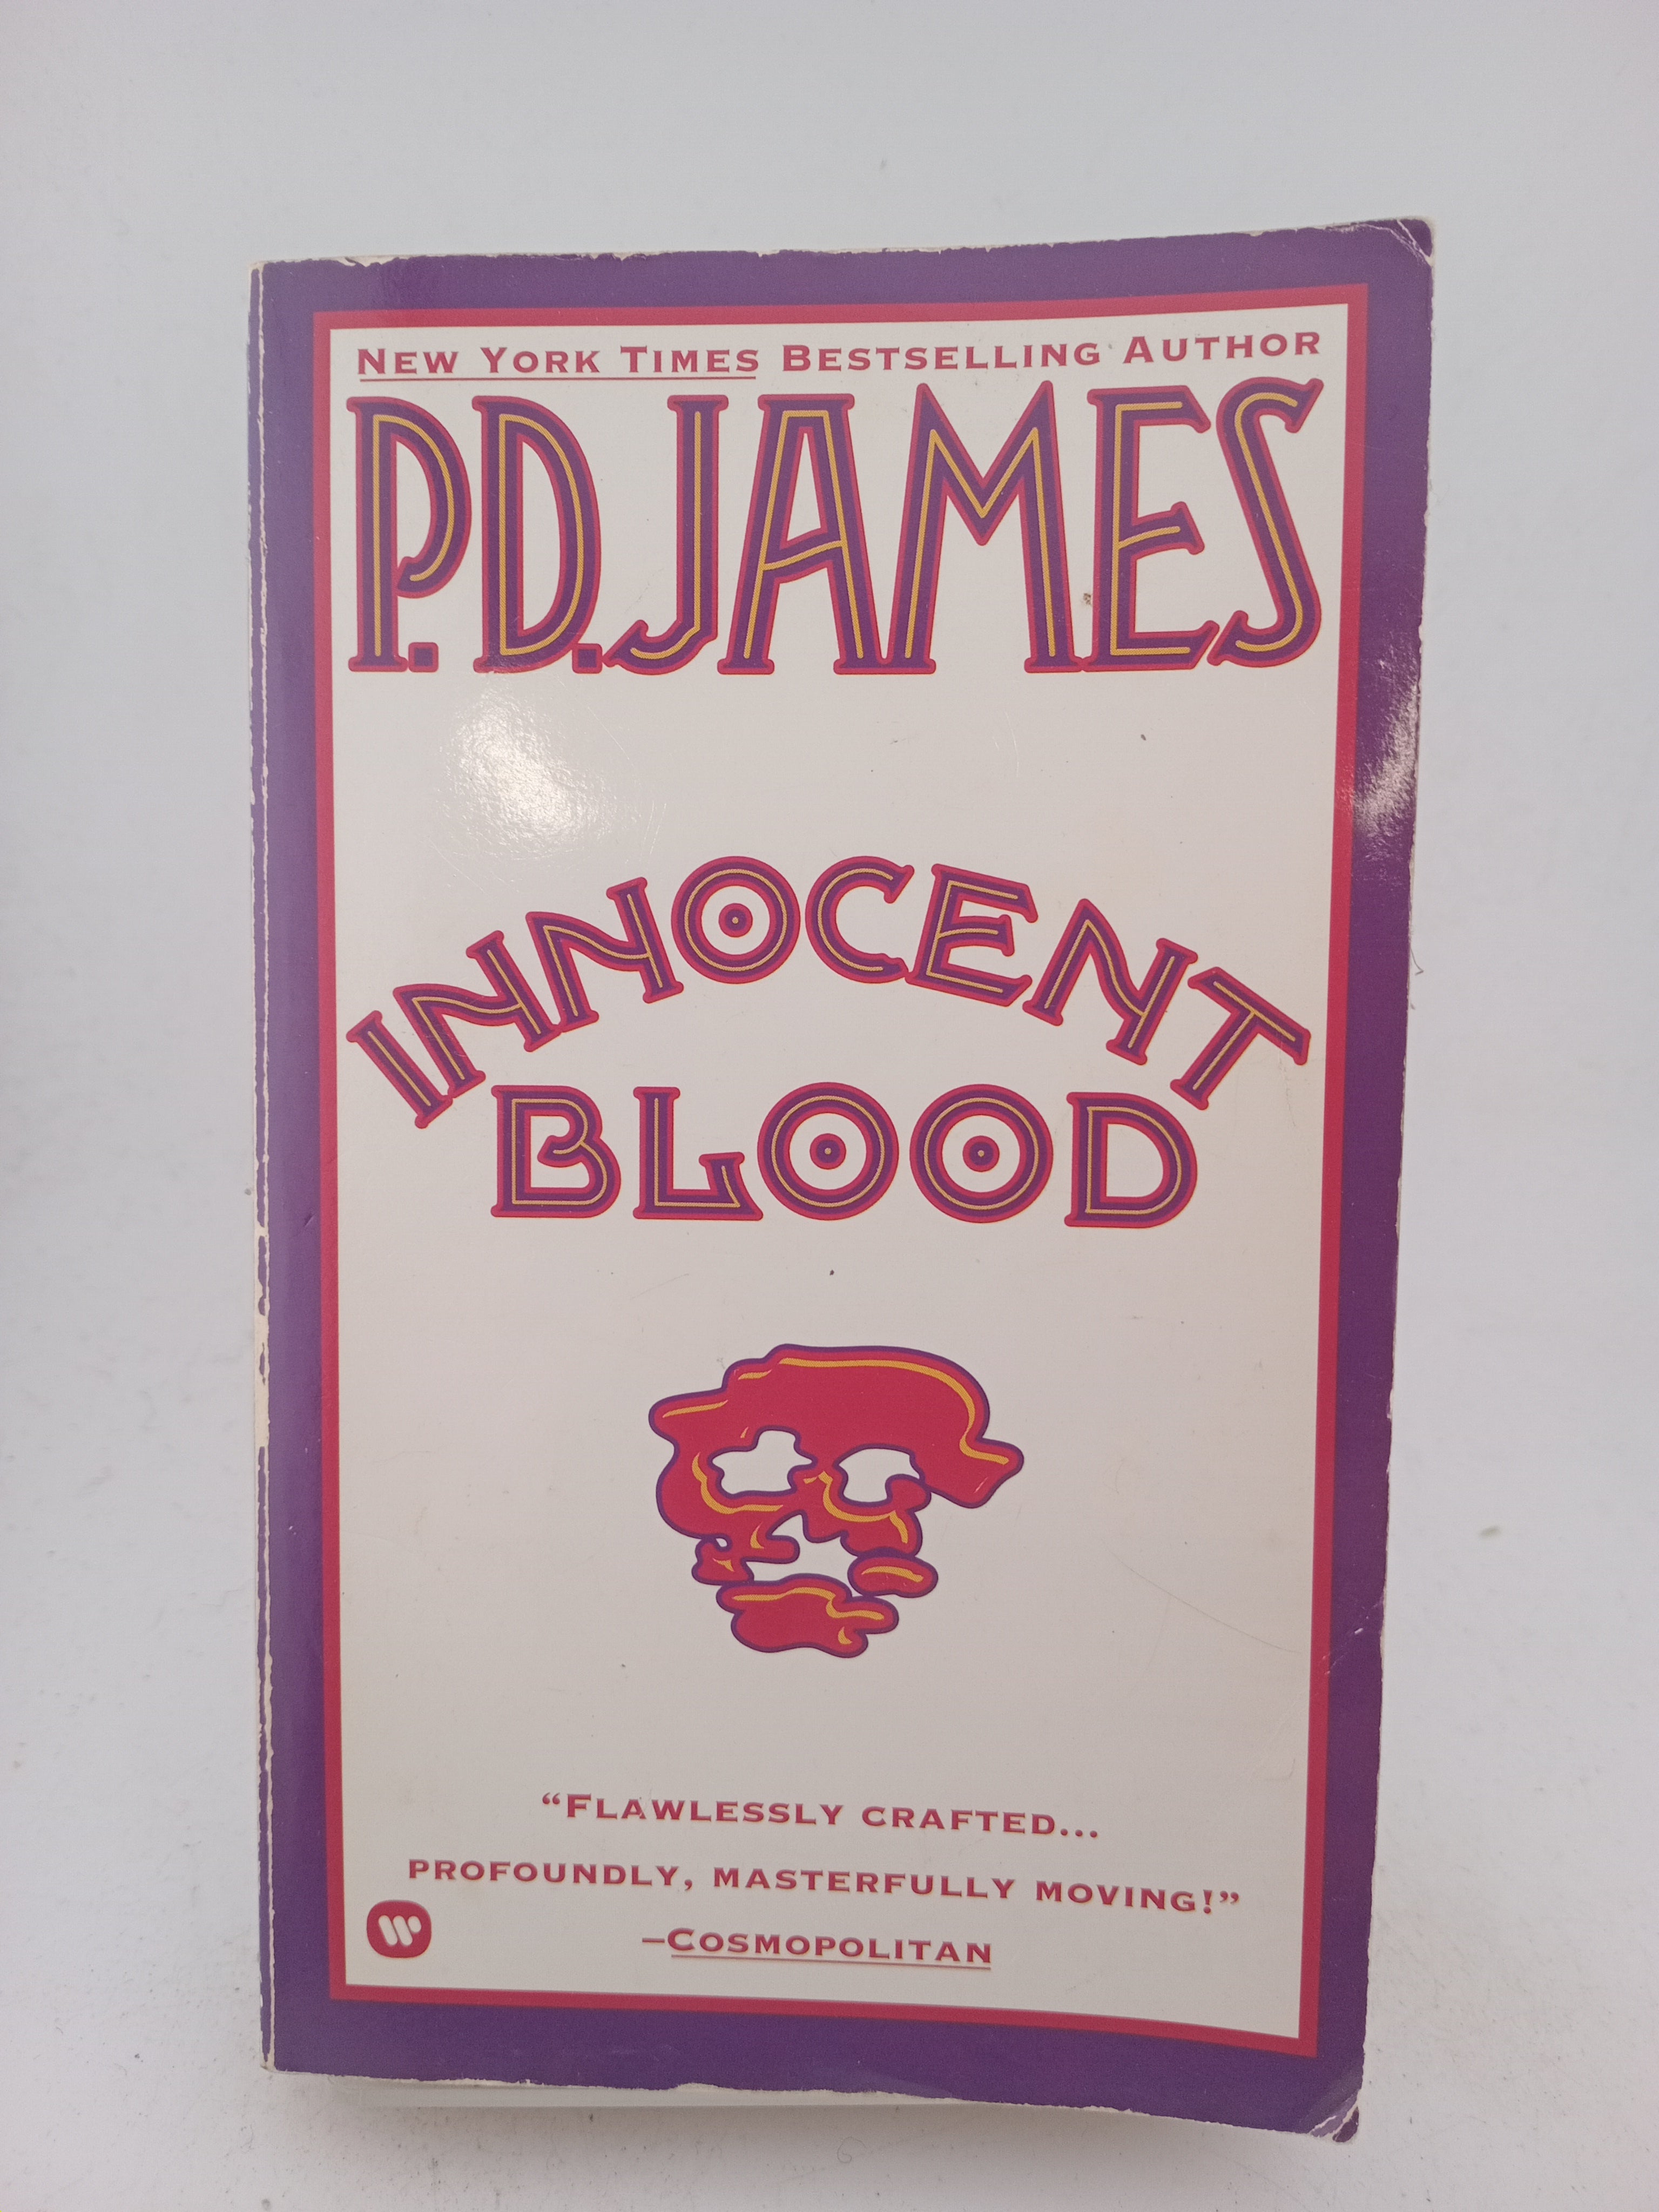 NEW YORK TIMES BESTSELLING AUTHOR
P.D. JAMES
INNOCENT
BLOOD
“FLAWLESSLY CRAFTED...
PROFOUNDLY, MASTERFULLY MOVING!”
–COSMOPOLITAN